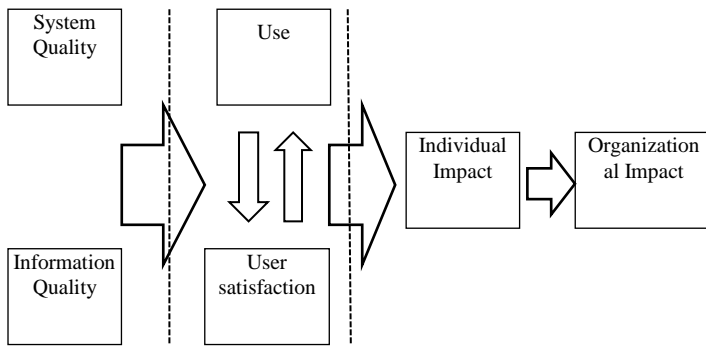 System
Quality
Use
Individual
Impact
Organization
al Impact
Information
Quality
User
satisfaction